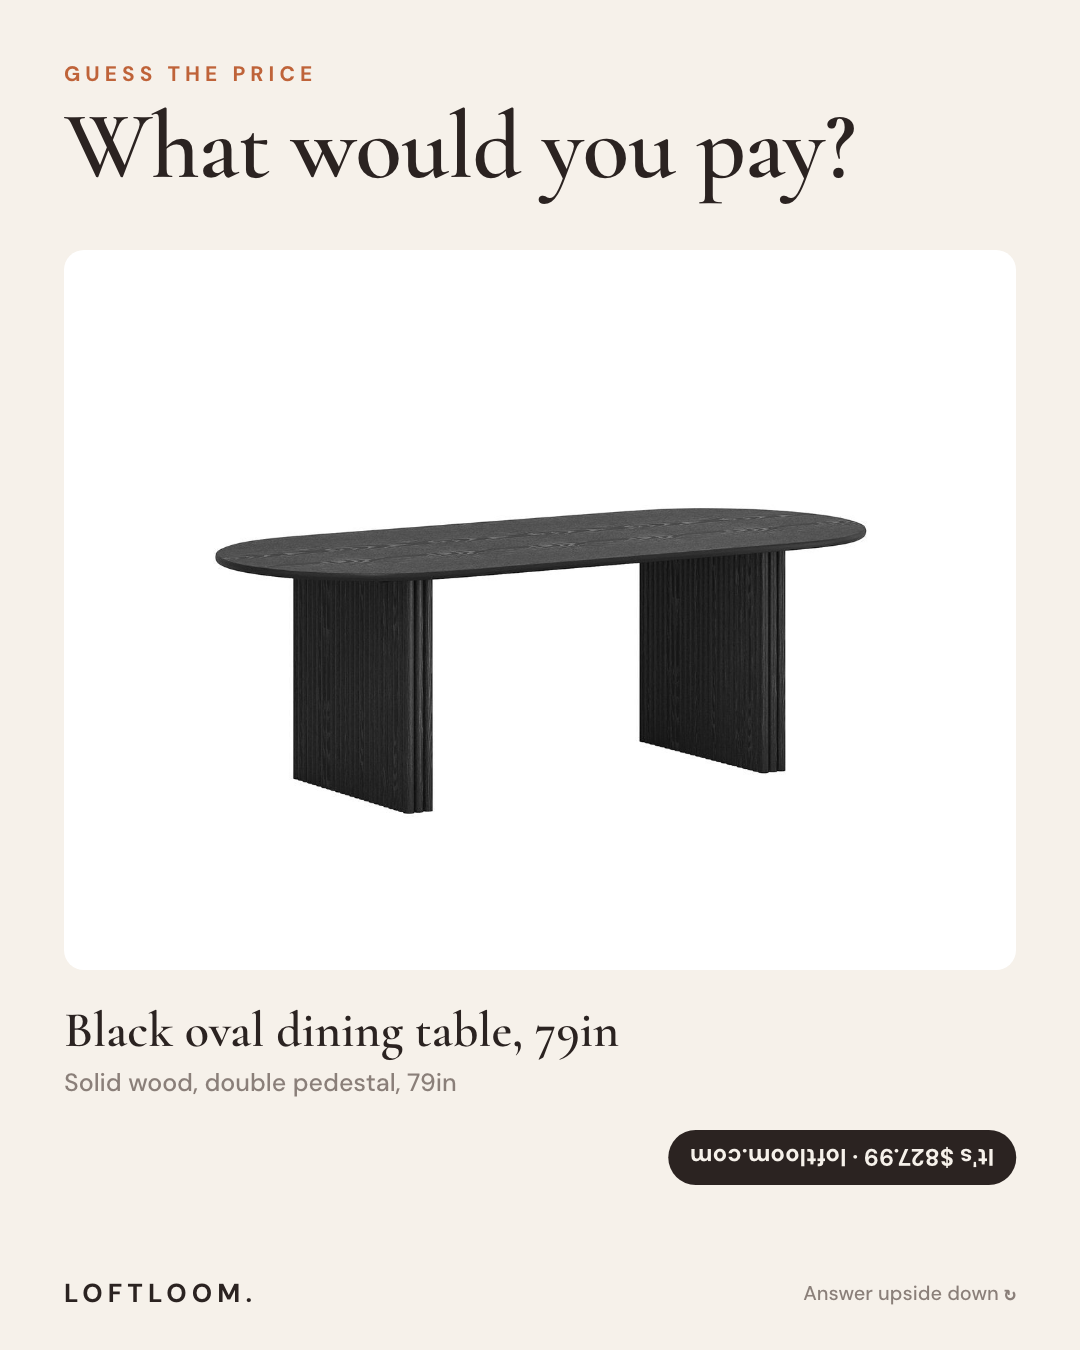 GUESS THE PRICE
What would you pay?
Black oval dining table, 79in
Solid wood, double pedestal, 79in
It's $827.99 · loftloom.com
LOFTLOOM.
Answer upside down ↻